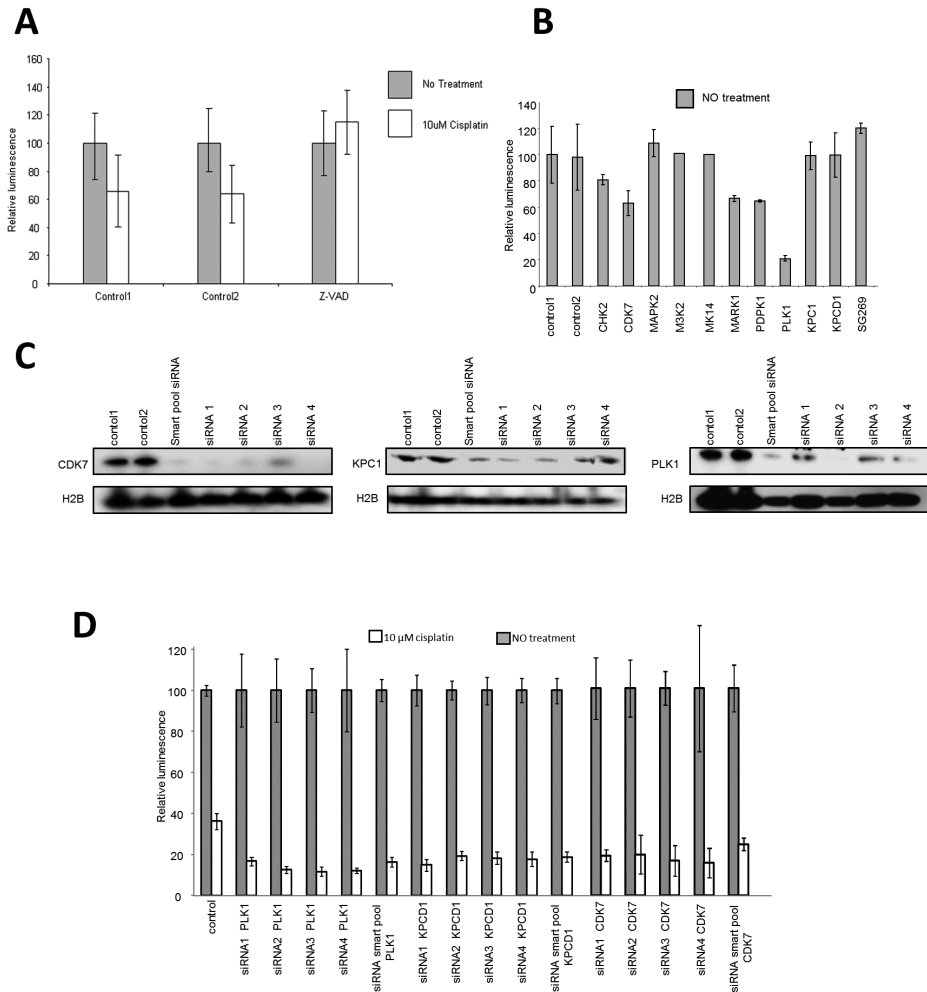 A
160
140
120
100
80
60
40
20
0
Relative luminescence
Control1
Control2
Z-VAD
No Treatment
10uM Cisplatin
B
NO treatment
140
120
100
80
60
40
20
0
Relative luminescence
control1
control2
CHK2
CDK7
MAPK2
M3K2
MK14
MARK1
PDPK1
PLK1
KPC1
KPCD1
SG269
C
contol1
contol2
Smart pool siRNA
siRNA 1
siRNA 2
siRNA 3
siRNA 4
CDK7
H2B
contol1
contol2
Smart pool siRNA
siRNA 1
siRNA 2
siRNA 3
siRNA 4
KPC1
H2B
contol1
contol2
Smart pool siRNA
siRNA 1
siRNA 2
siRNA 3
siRNA 4
PLK1
H2B
D
10 µM cisplatin
NO treatment
120
100
80
60
40
20
0
Relative luminescence
control
siRNA1 PLK1
siRNA2 PLK1
siRNA3 PLK1
siRNA4 PLK1
siRNA smart pool
PLK1
siRNA1 KPCD1
siRNA2 KPCD1
siRNA3 KPCD1
siRNA4 KPCD1
siRNA smart pool
KPCD1
siRNA1 CDK7
siRNA2 CDK7
siRNA3 CDK7
siRNA4 CDK7
siRNA smart pool
CDK7